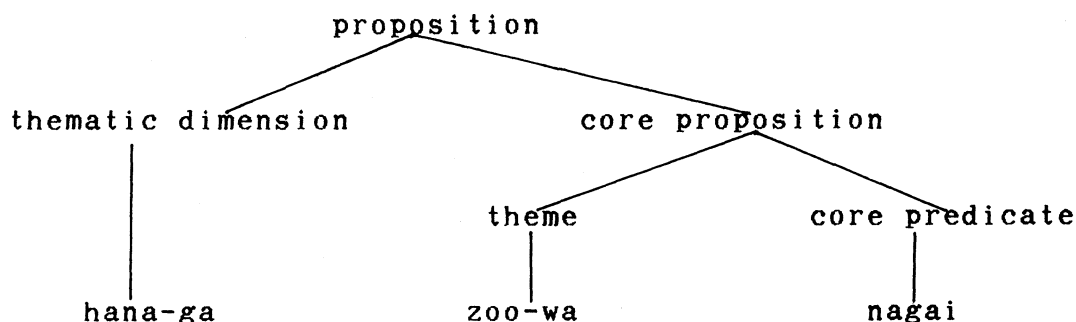 proposition
thematic dimension core proposition
theme core predicate
hana-ga zoo-wa nagai